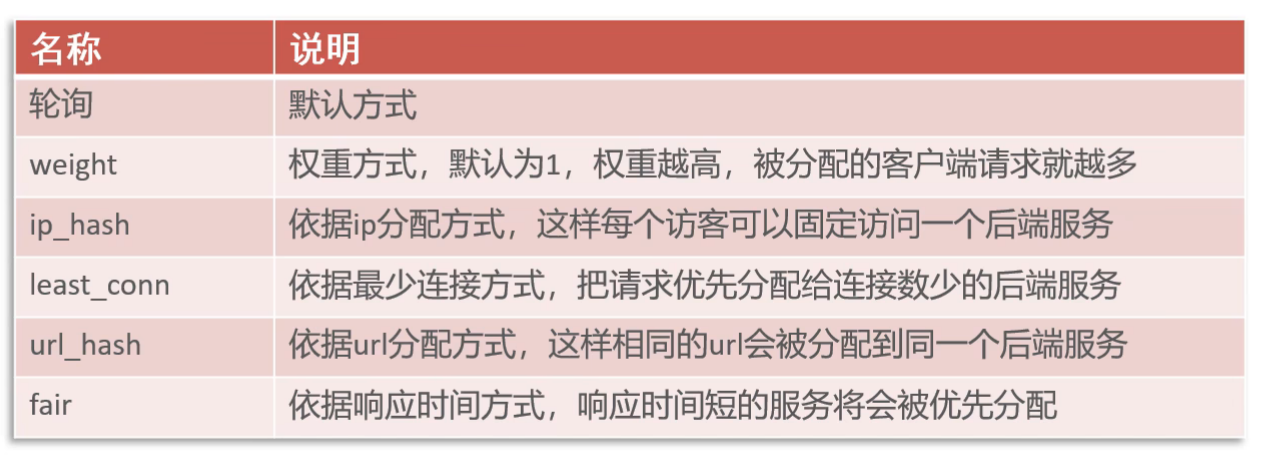 名称 说明
轮询 默认方式
weight 权重方式，默认为1，权重越高，被分配的客户端请求就越多
ip_hash 依据ip分配方式，这样每个访客可以固定访问一个后端服务
least_conn 依据最少连接方式，把请求优先分配给连接数少的后端服务
url_hash 依据url分配方式，这样相同的url会被分配到同一个后端服务
fair 依据响应时间方式，响应时间短的服务将会被优先分配